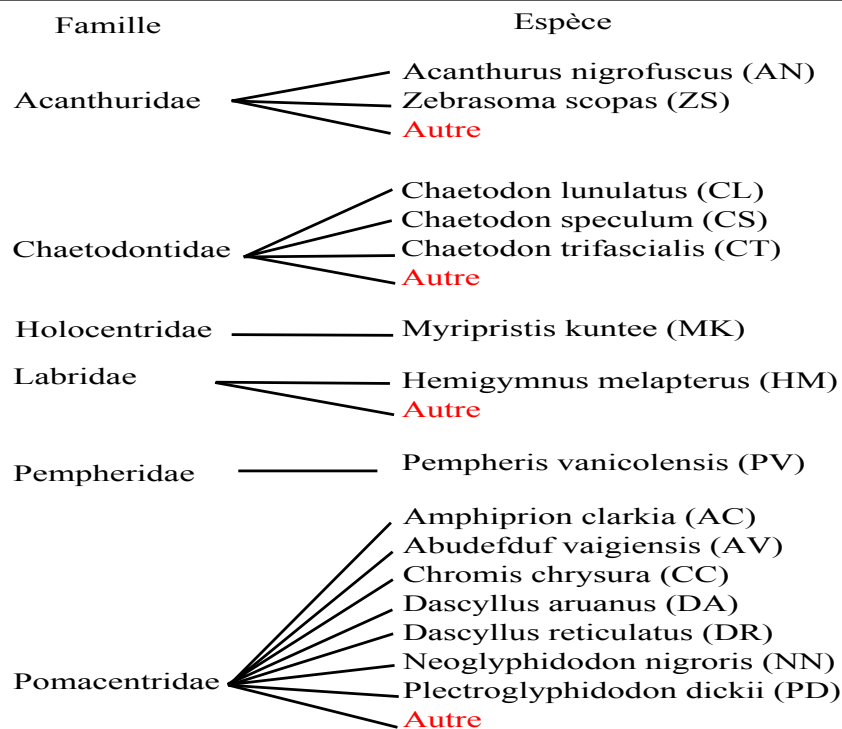 Famille Espèce
Acanthuridae
Acanthurus nigrofuscus (AN)
Zebrasoma scopas (ZS)
Autre
Chaetodontidae
Chaetodon lunulatus (CL)
Chaetodon speculum (CS)
Chaetodon trifascialis (CT)
Autre
Holocentridae
Myripristis kuntee (MK)
Labridae
Hemigymnus melapterus (HM)
Autre
Pempheridae
Pempheris vanicolensis (PV)
Pomacentridae
Amphiprion clarkia (AC)
Abudefduf vaigiensis (AV)
Chromis chrysura (CC)
Dascyllus aruanus (DA)
Dascyllus reticulatus (DR)
Neoglyphidodon nigroris (NN)
Plectroglyphidodon dickii (PD)
Autre